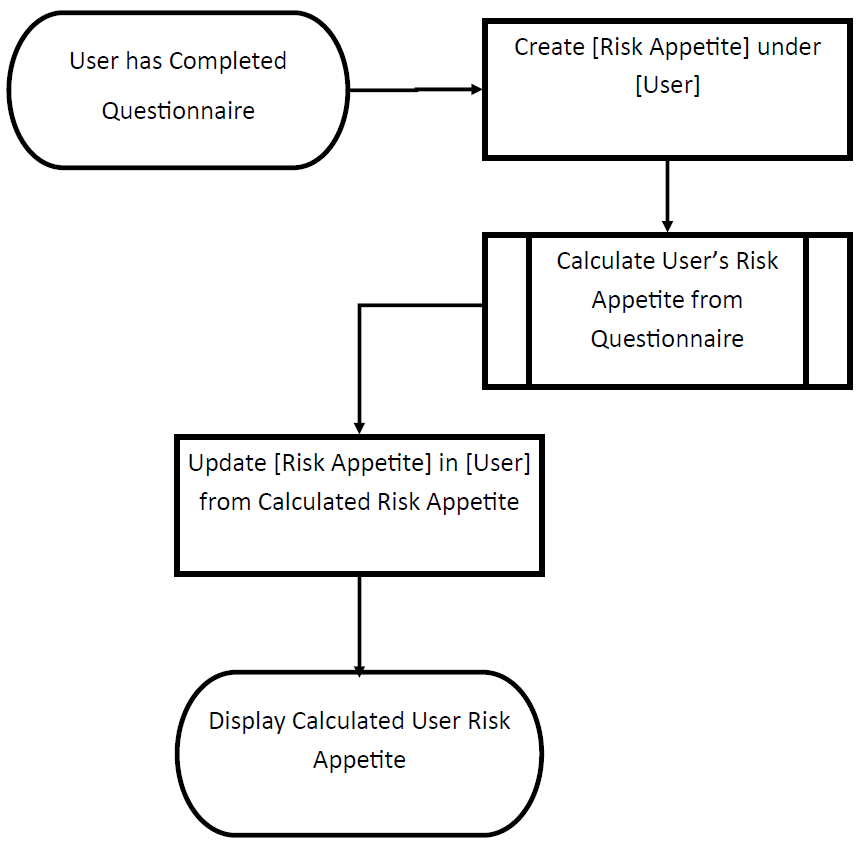 User has Completed
Questionnaire
Create [Risk Appetite] under
[User]
Calculate User’s Risk
Appetite from
Questionnaire
Update [Risk Appetite] in [User]
from Calculated Risk Appetite
Display Calculated User Risk
Appetite